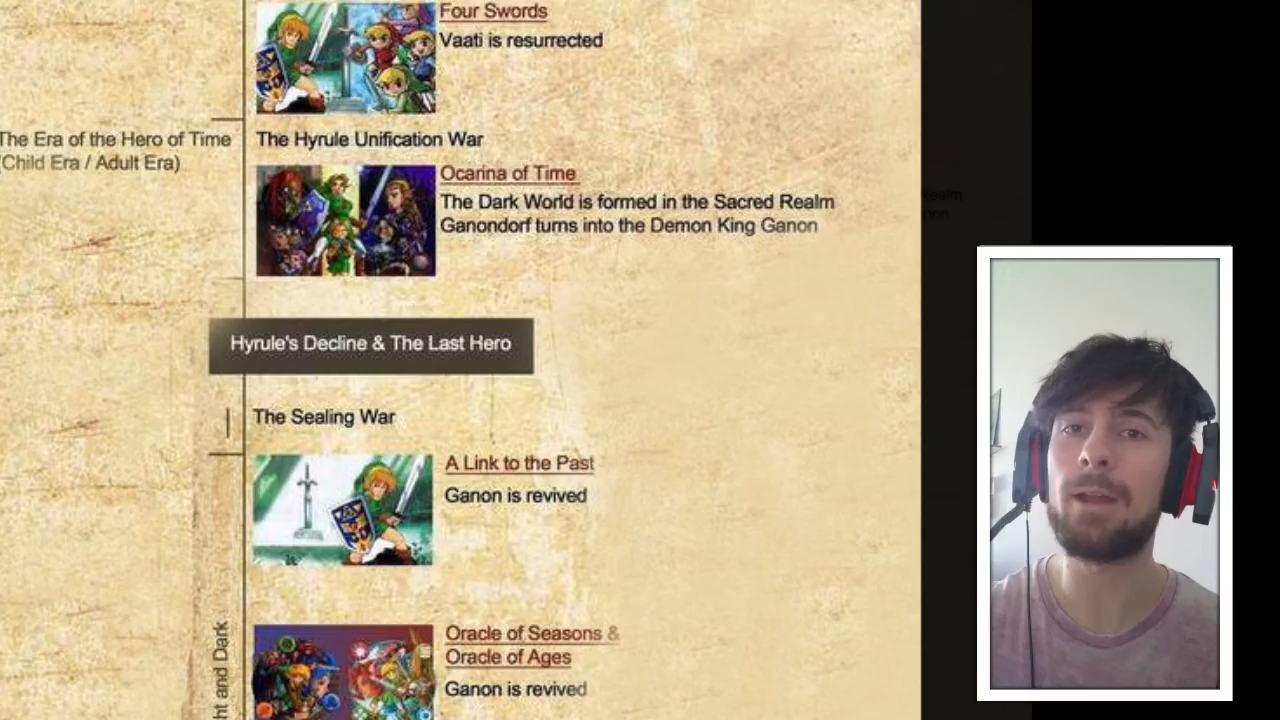 Four Swords
Vaati is resurrected
The Era of the Hero of Time
(Child Era / Adult Era)
The Hyrule Unification War
Ocarina of Time
The Dark World is formed in the Sacred Realm
Ganondorf turns into the Demon King Ganon
Hyrule's Decline & The Last Hero
The Sealing War
A Link to the Past
Ganon is revived
Oracle of Seasons &
Oracle of Ages
Ganon is revived
and Dark